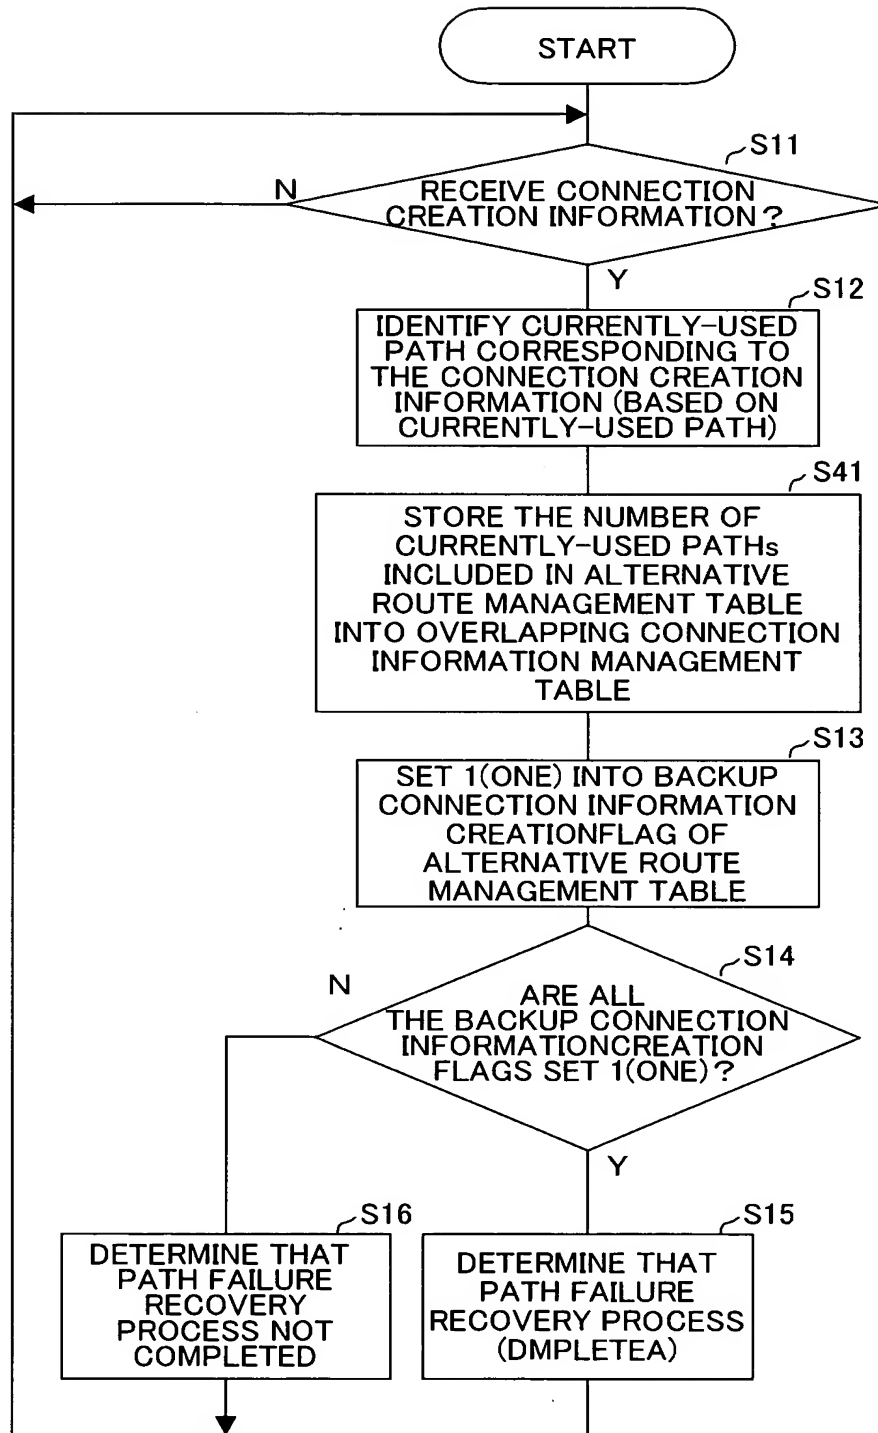 START
S11
N
RECEIVE CONNECTION
CREATION INFORMATION?
Y
S12
IDENTIFY CURRENTLY-USED
PATH CORRESPONDING TO
THE CONNECTION CREATION
INFORMATION (BASED ON
CURRENTLY-USED PATH)
S41
STORE THE NUMBER OF
CURRENTLY-USED PATHs
INCLUDED IN ALTERNATIVE
ROUTE MANAGEMENT TABLE
INTO OVERLAPPING CONNECTION
INFORMATION MANAGEMENT
TABLE
S13
SET 1(ONE) INTO BACKUP
CONNECTION INFORMATION
CREATIONFLAG OF
ALTERNATIVE ROUTE
MANAGEMENT TABLE
S14
N
ARE ALL
THE BACKUP CONNECTION
INFORMATIONCREATION
FLAGS SET 1(ONE)?
Y
S16
DETERMINE THAT
PATH FAILURE
RECOVERY
PROCESS NOT
COMPLETED
S15
DETERMINE THAT
PATH FAILURE
RECOVERY PROCESS
(DMPLETEA)